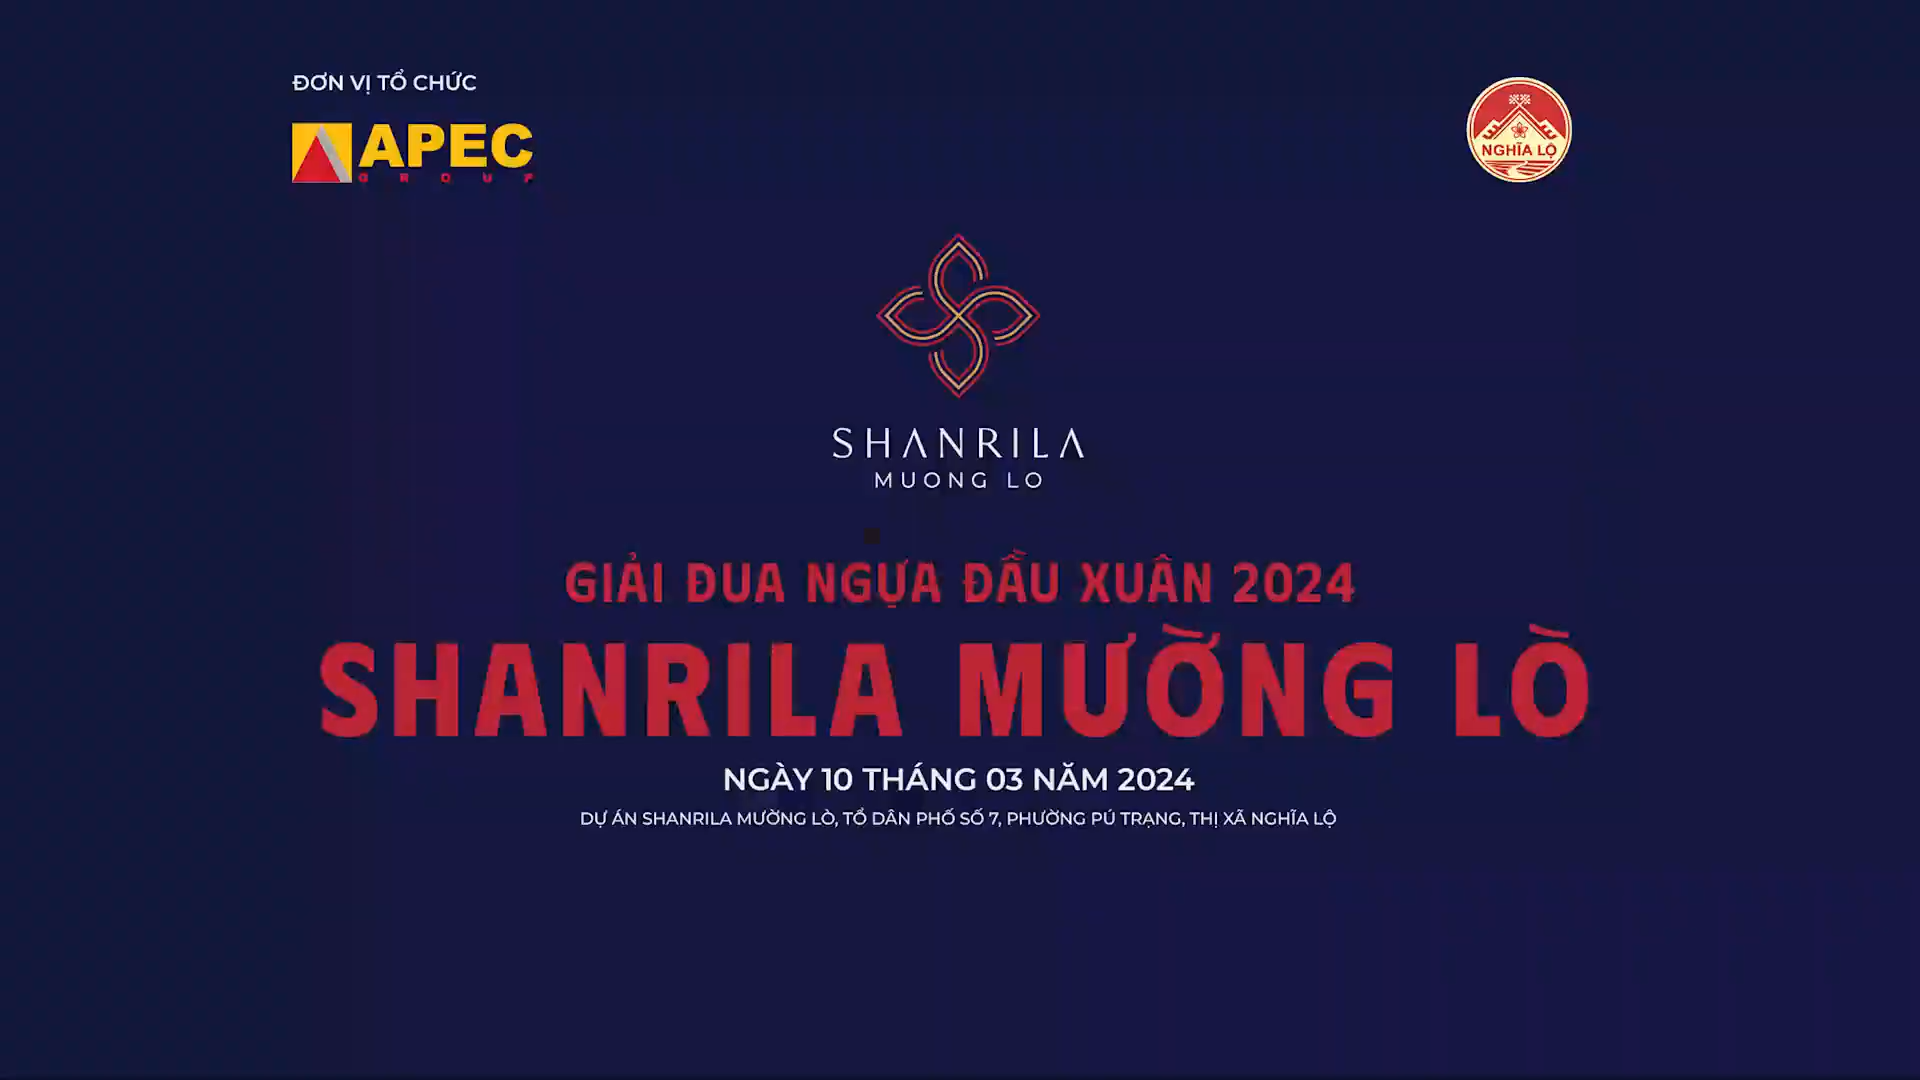 ĐƠN VỊ TỔ CHỨC
APEC
GROUP
NGHĨA LỘ
SHANRILA
MUONG LO
GIẢI ĐUA NGỰA ĐẦU XUÂN 2024
SHANRILA MƯỜNG LÒ
NGÀY 10 THÁNG 03 NĂM 2024
DỰ ÁN SHANRILA MƯỜNG LÒ, TỔ DÂN PHỐ SỐ 7, PHƯỜNG PÚ TRẠNG, THỊ XÃ NGHĨA LỘ